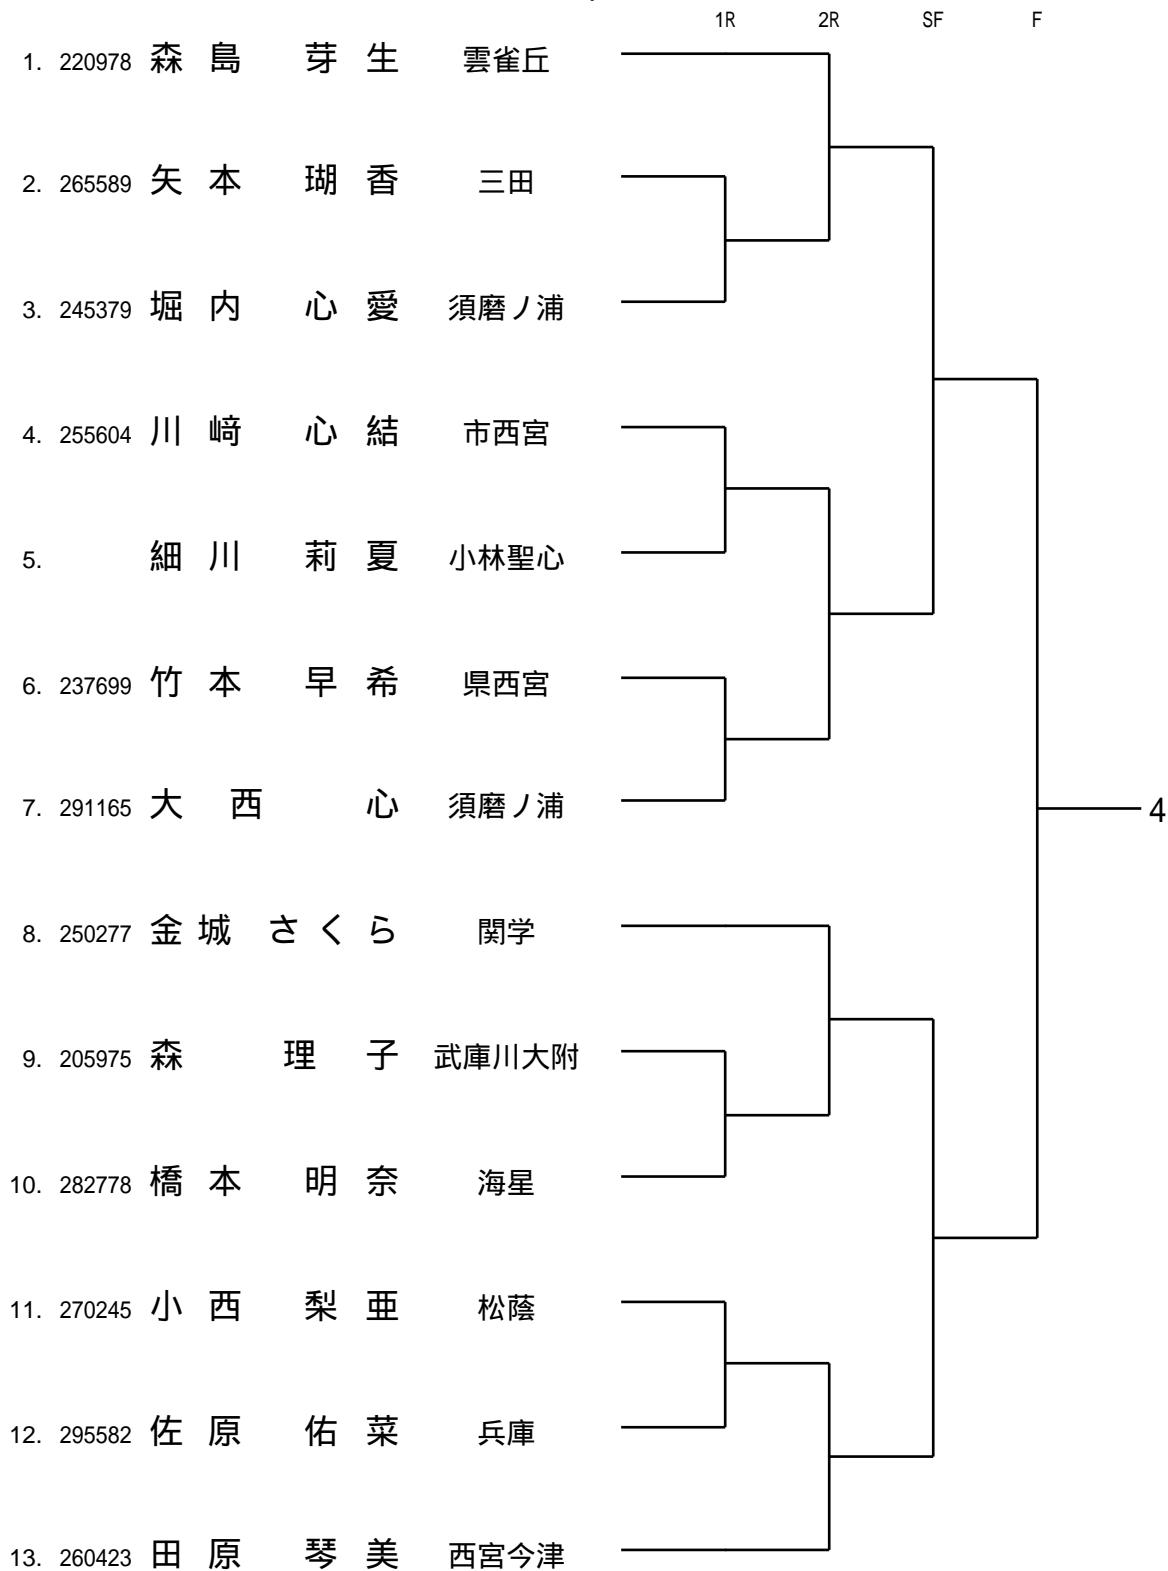 1R 2R SF F
1. 220978 森島 芽生 雲雀丘
2. 265589 矢本 瑚香 三田
3. 245379 堀内 心愛 須磨ノ浦
4. 255604 川﨑 心結 市西宮
5. 細川 莉夏 小林聖心
6. 237699 竹本 早希 県西宮
7. 291165 大西 心 須磨ノ浦
4
8. 250277 金城 さくら 関学
9. 205975 森 理子 武庫川大附
10. 282778 橋本 明奈 海星
11. 270245 小西 梨亜 松蔭
12. 295582 佐原 佑菜 兵庫
13. 260423 田原 琴美 西宮今津